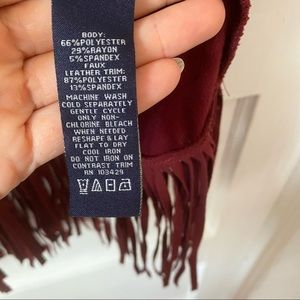 BODY:
66%POLYESTER
29%RAYON
5%SPANDEX
FAUX
LEATHER TRIM:
87%POLYESTER
13%SPANDEX
MACHINE WASH
COLD SEPARATELY
GENTLE CYCLE
ONLY NON-
CHLORINE BLEACH
WHEN NEEDED
RESHAPE & LAY
FLAT TO DRY
COOL IRON
DO NOT IRON ON
CONTRAST TRIM
RN 103429